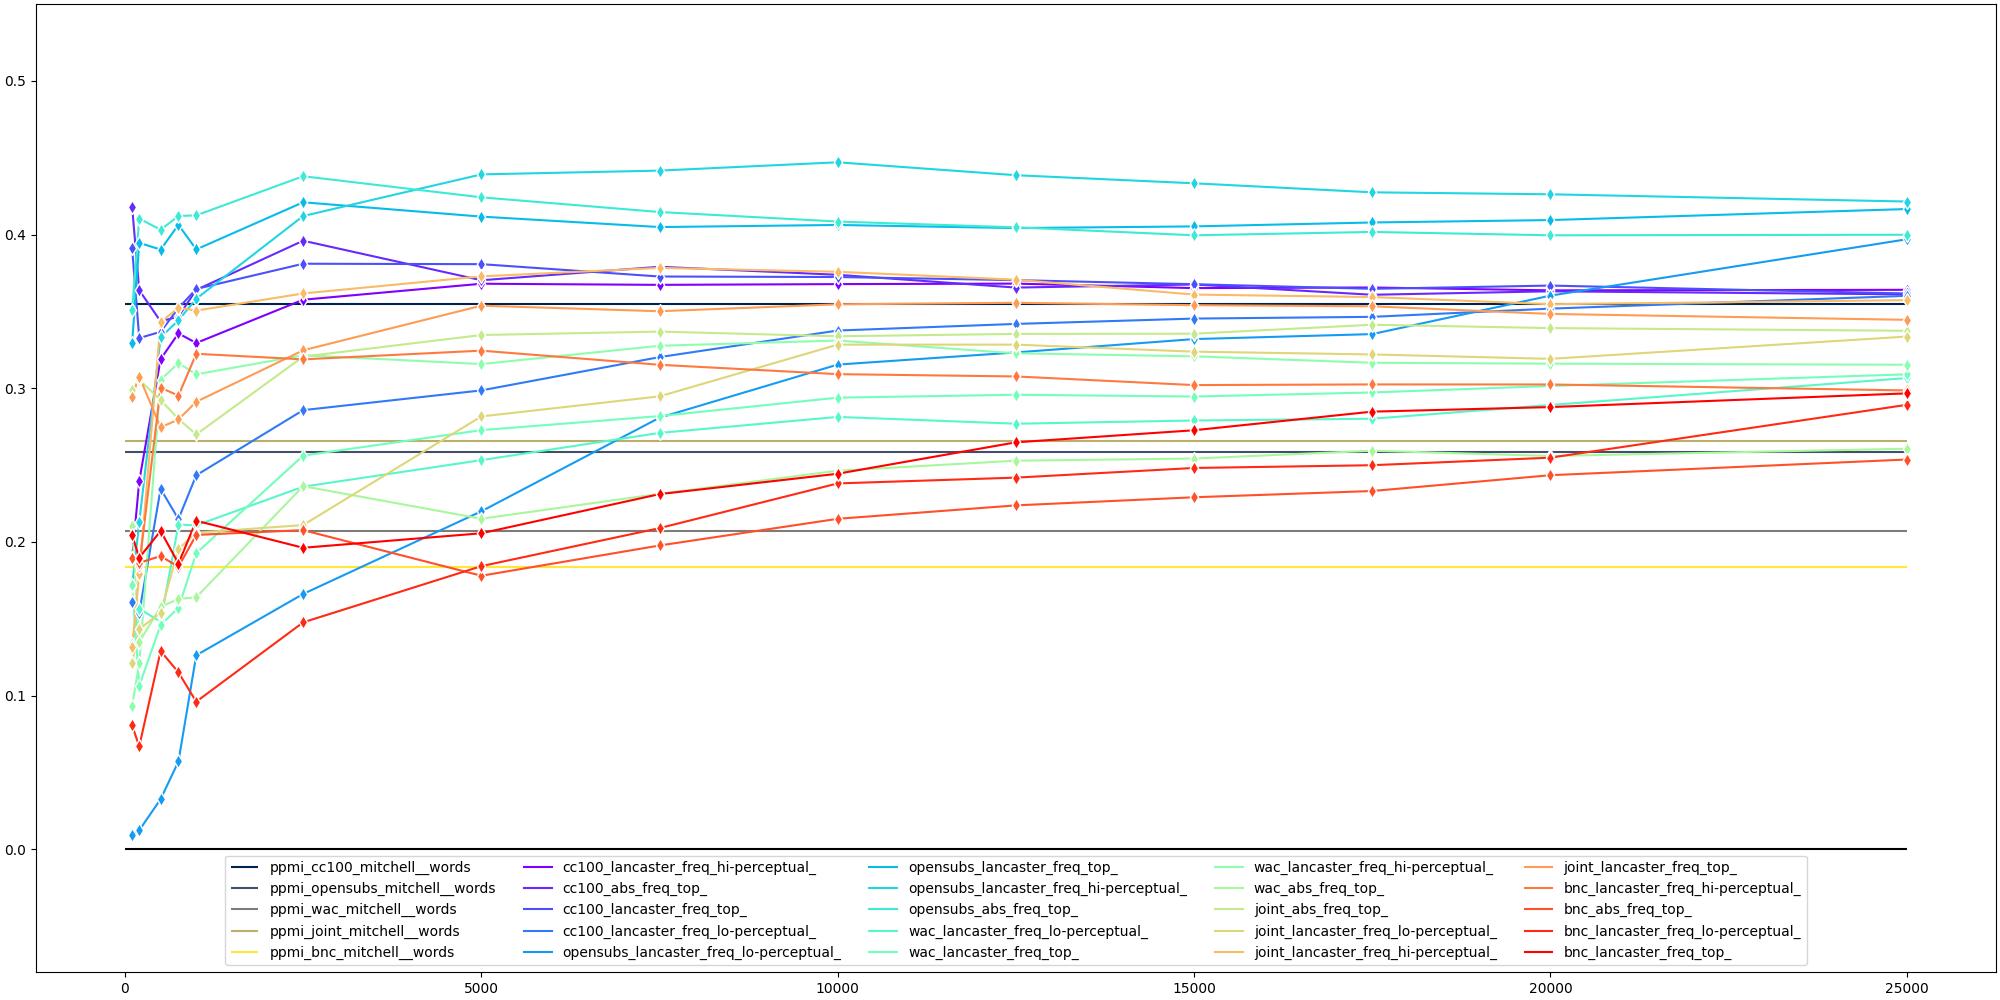 0.5
0.4
0.3
0.2
0.1
0.0
ppmi_cc100_mitchell__words
ppmi_opensubs_mitchell__words
ppmi_wac_mitchell__words
ppmi_joint_mitchell__words
ppmi_bnc_mitchell__words
cc100_lancaster_freq_hi-perceptual_
cc100_abs_freq_top_
cc100_lancaster_freq_top_
cc100_lancaster_freq_lo-perceptual_
opensubs_lancaster_freq_lo-perceptual_
opensubs_lancaster_freq_top_
opensubs_lancaster_freq_hi-perceptual_
opensubs_abs_freq_top_
wac_lancaster_freq_lo-perceptual_
wac_lancaster_freq_top_
wac_lancaster_freq_hi-perceptual_
wac_abs_freq_top_
joint_abs_freq_top_
joint_lancaster_freq_lo-perceptual_
joint_lancaster_freq_hi-perceptual_
joint_lancaster_freq_top_
bnc_lancaster_freq_hi-perceptual_
bnc_abs_freq_top_
bnc_lancaster_freq_lo-perceptual_
bnc_lancaster_freq_top_
0 5000 10000 15000 20000 25000